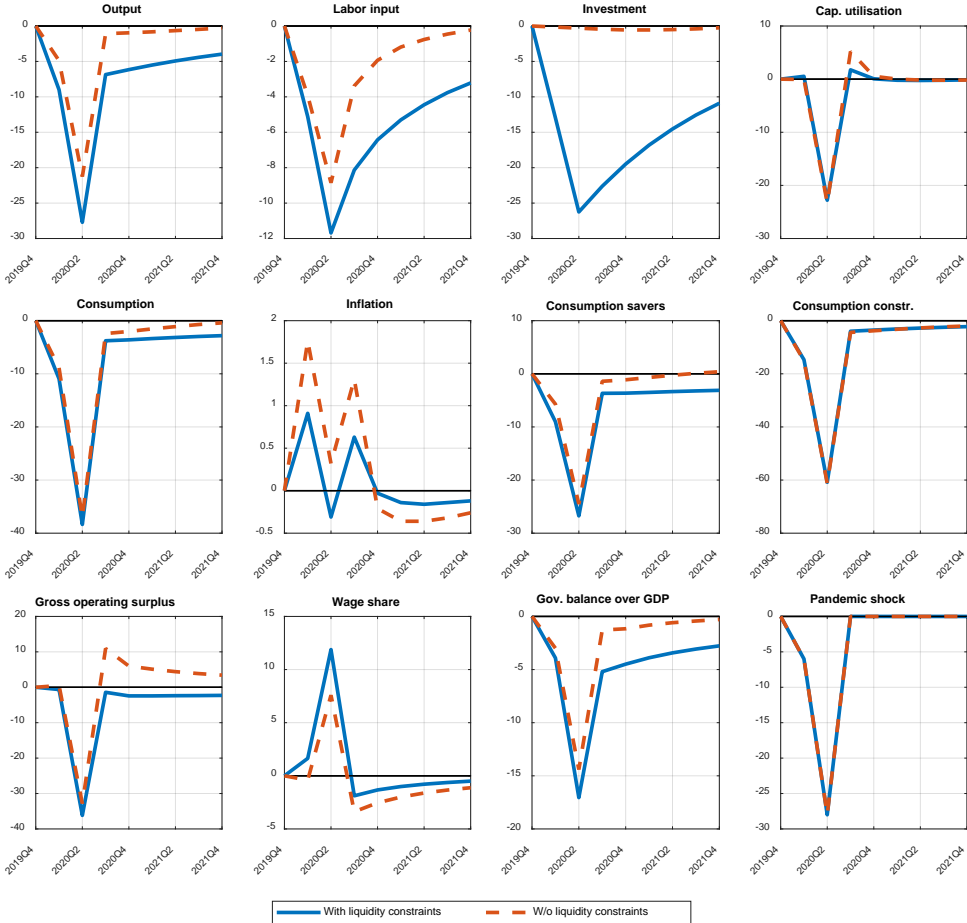 Output Labor input Investment Cap. utilisation
0 0 0 10
-5 -2 -5 0
-10 -4 -10 -10
-15 -6 -15 -20
-20 -8 -20 -30
-25 -10 -25
-30 -12 -30
2019Q4 2020Q2 2020Q4 2021Q2 2021Q4 2019Q4 2020Q2 2020Q4 2021Q2 2021Q4 2019Q4 2020Q2 2020Q4 2021Q2 2021Q4 2019Q4 2020Q2 2020Q4 2021Q2 2021Q4
Consumption Inflation Consumption savers Consumption constr.
0 2 10 0
-10 1.5 0 -20
-20 1 -10 -40
-30 0.5 -20 -60
-40 0 -30 -80
-0.5
2019Q4 2020Q2 2020Q4 2021Q2 2021Q4 2019Q4 2020Q2 2020Q4 2021Q2 2021Q4 2019Q4 2020Q2 2020Q4 2021Q2 2021Q4 2019Q4 2020Q2 2020Q4 2021Q2 2021Q4
Gross operating surplus Wage share Gov. balance over GDP Pandemic shock
20 15 0 0
10 10 -5 -5
0 5 -10 -10
-10 0 -15 -15
-20 -5 -20 -20
-30 -25
-40 -30
2019Q4 2020Q2 2020Q4 2021Q2 2021Q4 2019Q4 2020Q2 2020Q4 2021Q2 2021Q4 2019Q4 2020Q2 2020Q4 2021Q2 2021Q4 2019Q4 2020Q2 2020Q4 2021Q2 2021Q4
With liquidity constraints W/o liquidity constraints